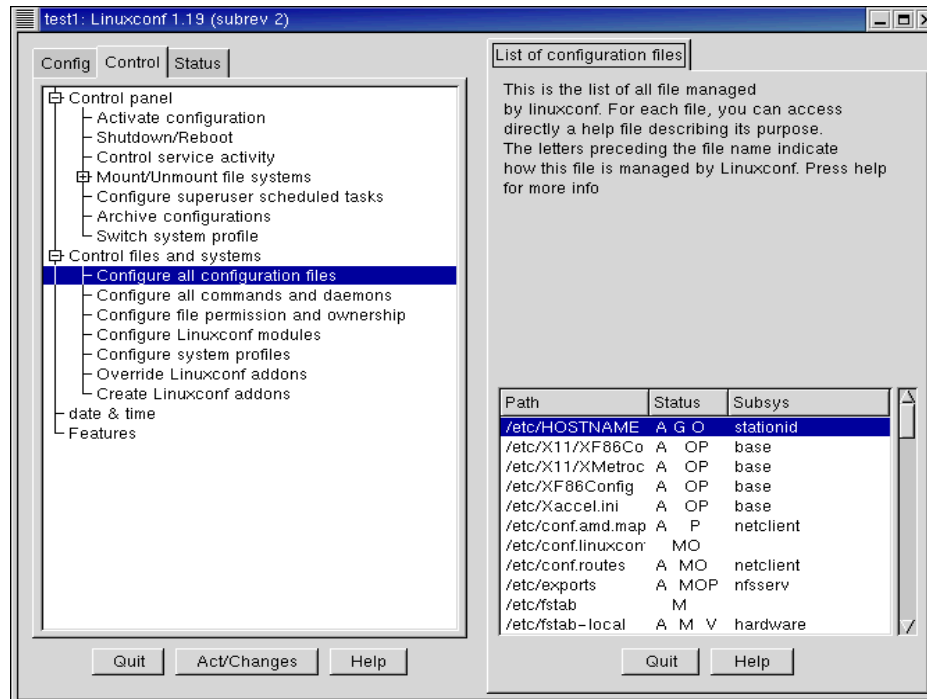 test1: Linuxconf 1.19 (subrev 2)
Config Control Status
Control panel
Activate configuration
Shutdown/Reboot
Control service activity
Mount/Unmount file systems
Configure superuser scheduled tasks
Archive configurations
Switch system profile
Control files and systems
Configure all configuration files
Configure all commands and daemons
Configure file permission and ownership
Configure Linuxconf modules
Configure system profiles
Override Linuxconf addons
Create Linuxconf addons
date & time
Features
Quit Act/Changes Help
List of configuration files
This is the list of all file managed
by linuxconf. For each file, you can access
directly a help file describing its purpose.
The letters preceding the file name indicate
how this file is managed by Linuxconf. Press help
for more info
Path Status Subsys
/etc/HOSTNAME A G O stationid
/etc/X11/XF86Co A OP base
/etc/X11/XMetroc A OP base
/etc/XF86Config A OP base
/etc/Xaccel.ini A OP base
/etc/conf.amd.map A P netclient
/etc/conf.linuxconf MO
/etc/conf.routes A MO netclient
/etc/exports A MOP nfsserv
/etc/fstab M
/etc/fstab-local A M V hardware
Quit Help